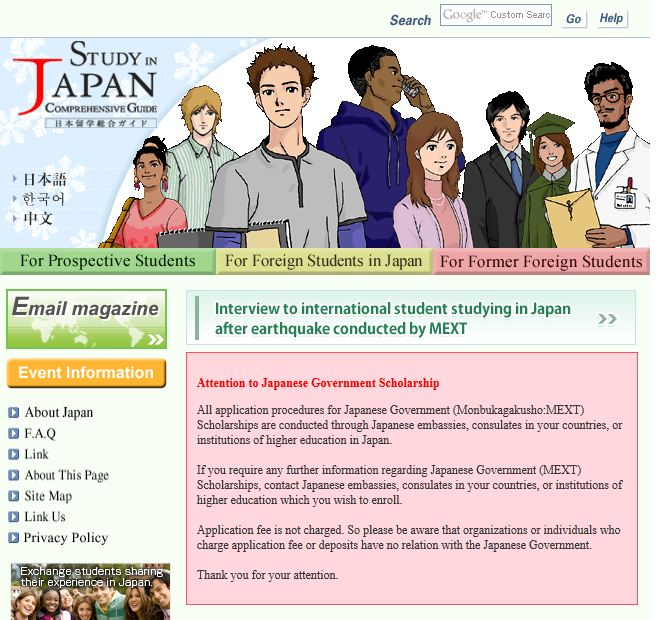 Search Google™ Custom Searc Go Help
STUDY IN
JAPAN
COMPREHENSIVE GUIDE
日本留学総合ガイド
日本語
한국어
中文
For Prospective Students For Foreign Students in Japan For Former Foreign Students
Email magazine
Event Information
About Japan
F.A.Q
Link
About This Page
Site Map
Link Us
Privacy Policy
Exchange students sharing
their experience in Japan.
Interview to international student studying in Japan
after earthquake conducted by MEXT
Attention to Japanese Government Scholarship
All application procedures for Japanese Government (Monbukagakusho:MEXT)
Scholarships are conducted through Japanese embassies, consulates in your countries, or
institutions of higher education in Japan.
If you require any further information regarding Japanese Government (MEXT)
Scholarships, contact Japanese embassies, consulates in your countries, or institutions of
higher education which you wish to enroll.
Application fee is not charged. So please be aware that organizations or individuals who
charge application fee or deposits have no relation with the Japanese Government.
Thank you for your attention.